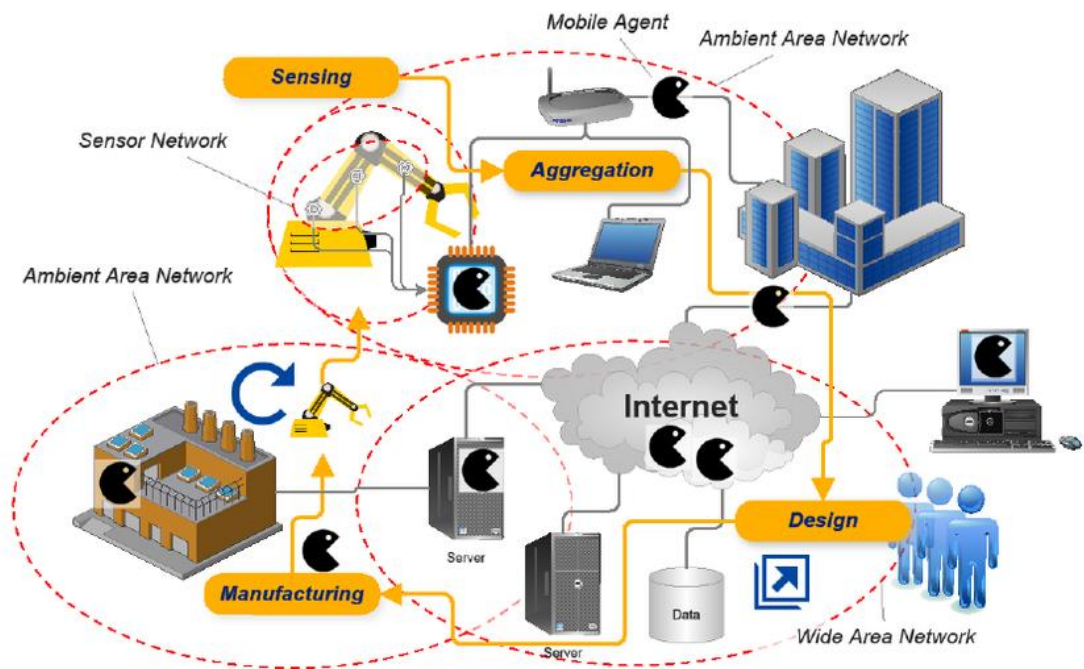 Mobile Agent
Ambient Area Network
Sensing
Sensor Network
Aggregation
Ambient Area Network
Internet
Design
Server
Manufacturing
Data
Server
Wide Area Network